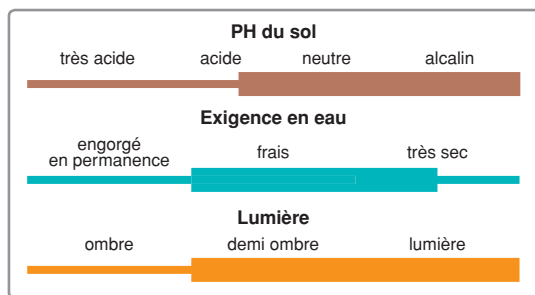 PH du sol
très acide acide neutre alcalin
Exigence en eau
engorgé
en permanence frais très sec
Lumière
ombre demi ombre lumière